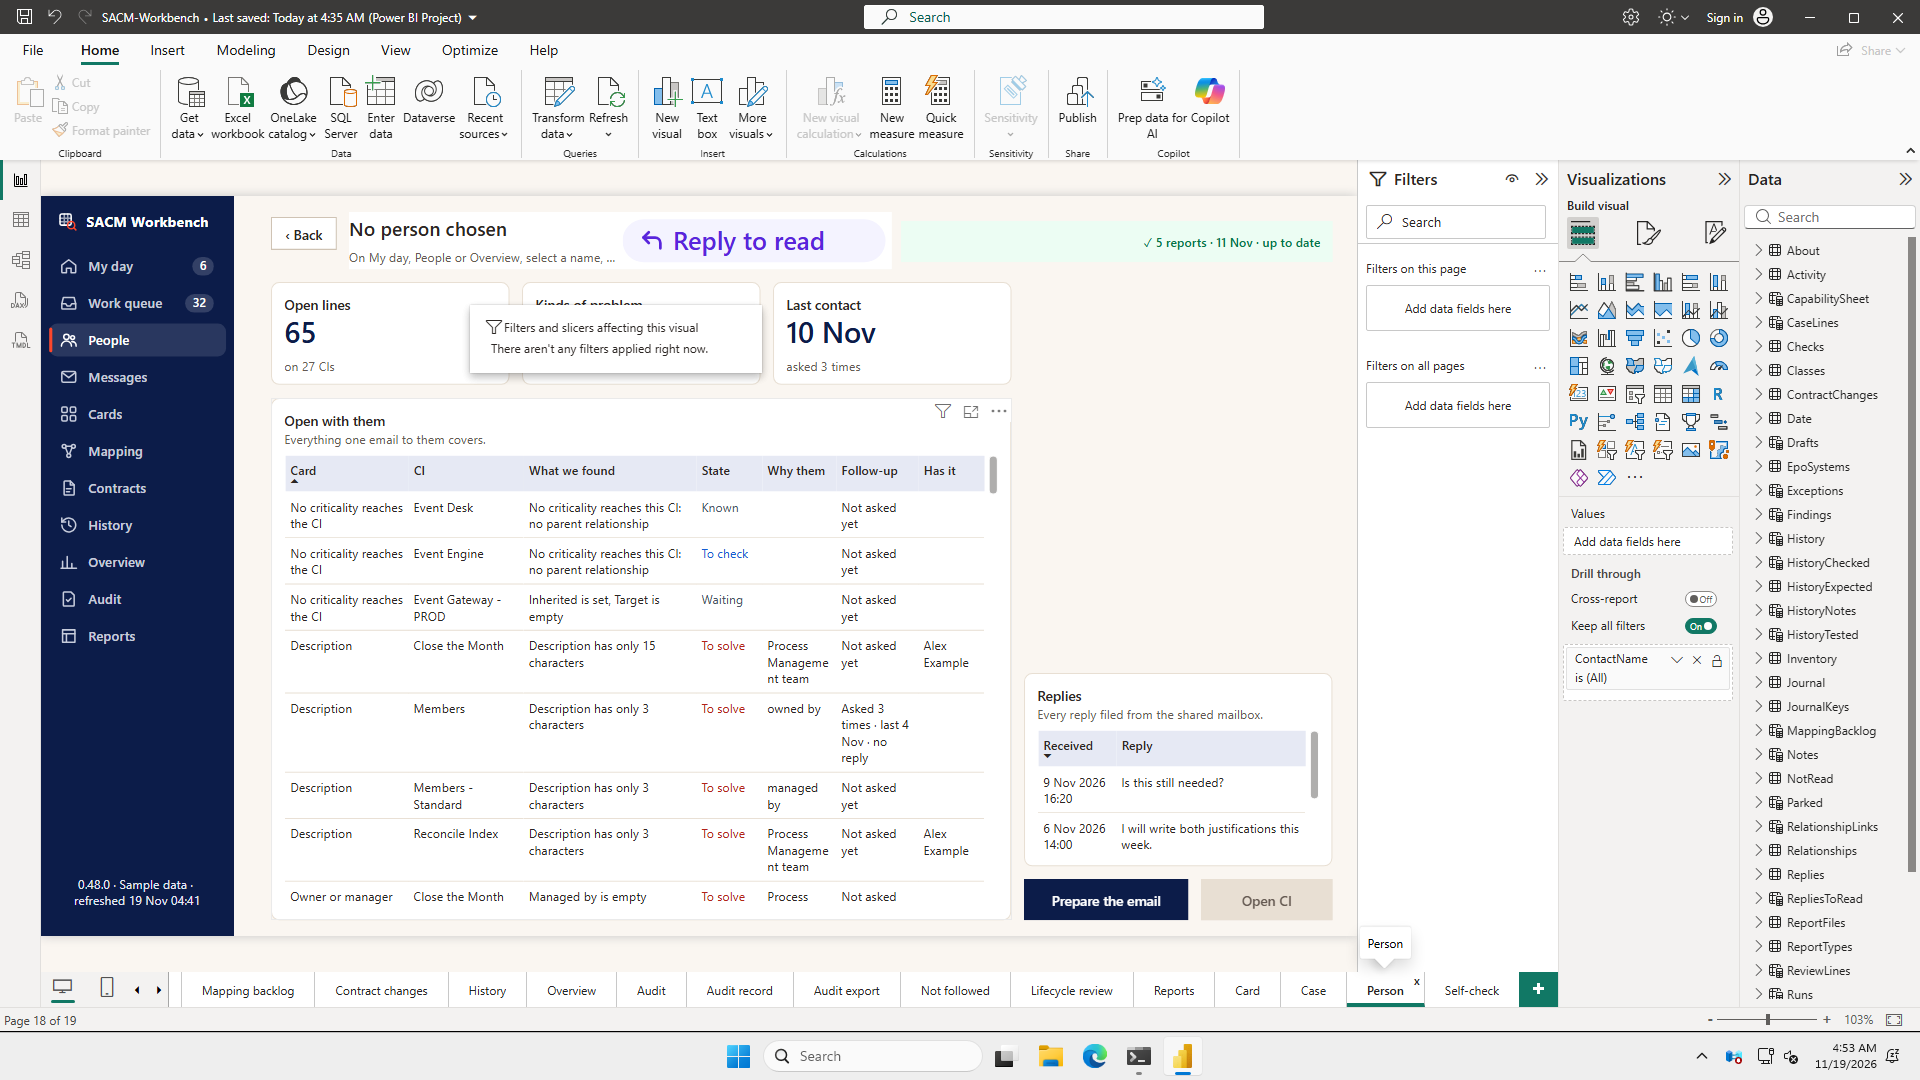 SACM-Workbench • Last saved: Today at 4:35 AM (Power BI Project)
Search
Sign in
File
Home
Insert
Modeling
Design
View
Optimize
Help
Share
Paste
Cut
Copy
Format painter
Clipboard
Get data
Excel workbook
OneLake catalog
SQL Server
Enter data
Dataverse
Recent sources
Data
Transform data
Refresh
Queries
New visual
Text box
More visuals
Insert
New visual calculation
New measure
Quick measure
Calculations
Sensitivity
Sensitivity
Publish
Share
Prep data for AI
Copilot
Copilot
SACM Workbench
My day 6
Work queue 32
People
Messages
Cards
Mapping
Contracts
History
Overview
Audit
Reports
0.48.0 · Sample data ·
refreshed 19 Nov 04:41
‹ Back
No person chosen
On My day, People or Overview, select a name, ...
Reply to read
✓ 5 reports · 11 Nov · up to date
Open lines
65
on 27 CIs
Kinds of problem
Filters and slicers affecting this visual
There aren't any filters applied right now.
Last contact
10 Nov
asked 3 times
Open with them
Everything one email to them covers.
Card CI What we found State Why them Follow-up Has it
No criticality reaches the CI Event Desk No criticality reaches this CI: no parent relationship Known Not asked yet
No criticality reaches the CI Event Engine No criticality reaches this CI: no parent relationship To check Not asked yet
No criticality reaches the CI Event Gateway - PROD Inherited is set, Target is empty Waiting Not asked yet
Description Close the Month Description has only 15 characters To solve Process Management team Not asked yet Alex Example
Description Members Description has only 3 characters To solve owned by Asked 3 times · last 4 Nov · no reply
Description Members - Standard Description has only 3 characters To solve managed by Not asked yet
Description Reconcile Index Description has only 3 characters To solve Process Management team Not asked yet Alex Example
Owner or manager Close the Month Managed by is empty To solve Process Not asked
Replies
Every reply filed from the shared mailbox.
Received Reply
9 Nov 2026 16:20 Is this still needed?
6 Nov 2026 14:00 I will write both justifications this week.
Prepare the email
Open CI
Filters
Search
Filters on this page
...
Add data fields here
Filters on all pages
...
Add data fields here
Person
Visualizations
Build visual
R
Py
123
...
Values
Add data fields here
Drill through
Cross-report Off
Keep all filters On
ContactName
is (All)
Data
Search
About
Activity
CapabilitySheet
CaseLines
Checks
Classes
ContractChanges
Date
Drafts
EpoSystems
Exceptions
Findings
History
HistoryChecked
HistoryExpected
HistoryNotes
HistoryTested
Inventory
Journal
JournalKeys
MappingBacklog
Notes
NotRead
Parked
RelationshipLinks
Relationships
Replies
RepliesToRead
ReportFiles
ReportTypes
ReviewLines
Runs
DAX
TMDL
Mapping backlog
Contract changes
History
Overview
Audit
Audit record
Audit export
Not followed
Lifecycle review
Reports
Card
Case
Person x
Self-check
+
Page 18 of 19
- + 103%
Search
4:53 AM
11/19/2026